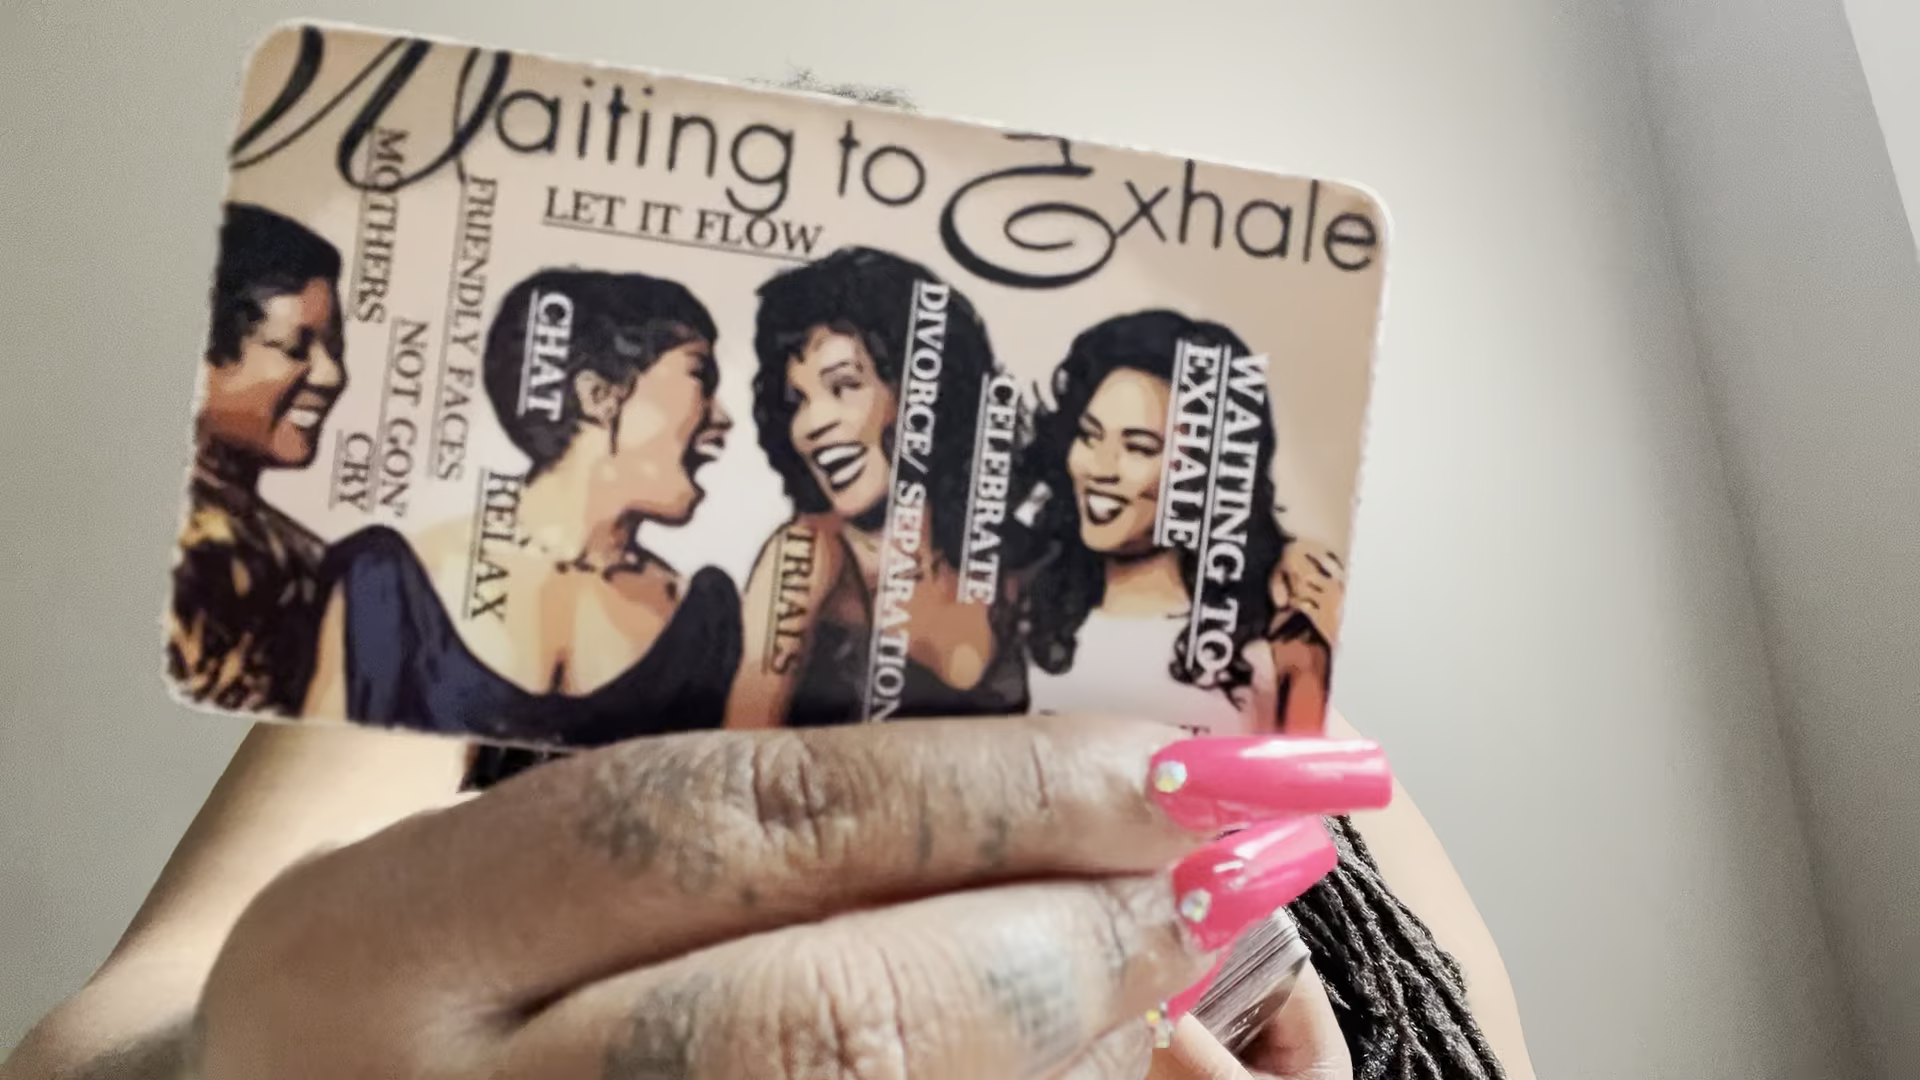 Waiting to Exhale
LET IT FLOW
MOTHERS
FRIENDLY FACES
NOT GON'
CRY
CHAT
RELAX
TRIALS
DIVORCE/ SEPARATION
CELEBRATE
WAITING TO
EXHALE